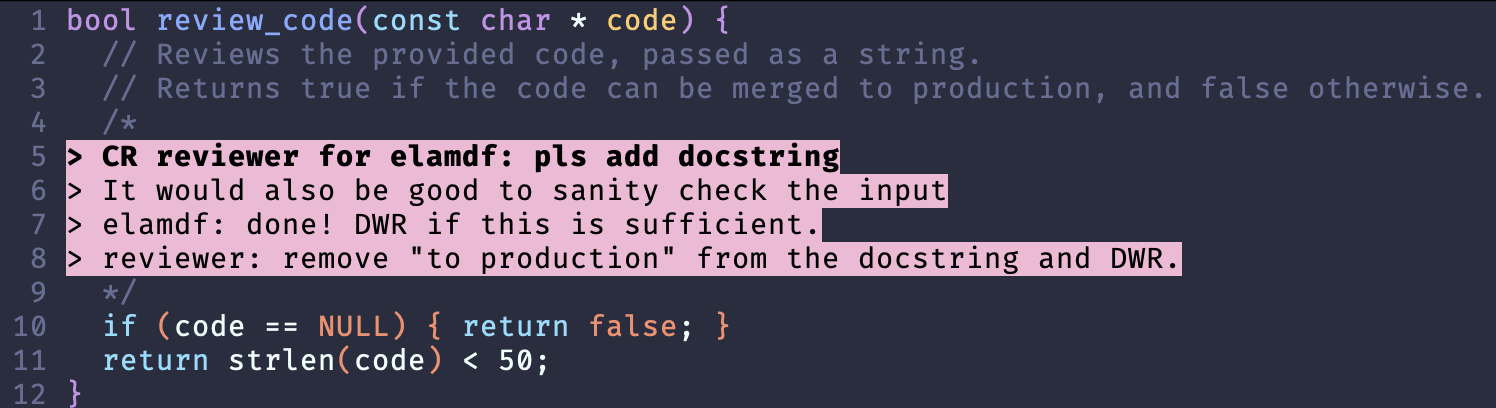 1 bool review_code(const char * code) {
2 // Reviews the provided code, passed as a string.
3 // Returns true if the code can be merged to production, and false otherwise.
4 /*
5 > CR reviewer for elamdf: pls add docstring
6 > It would also be good to sanity check the input
7 > elamdf: done! DWR if this is sufficient.
8 > reviewer: remove "to production" from the docstring and DWR.
9 */
10 if (code == NULL) { return false; }
11 return strlen(code) < 50;
12 }